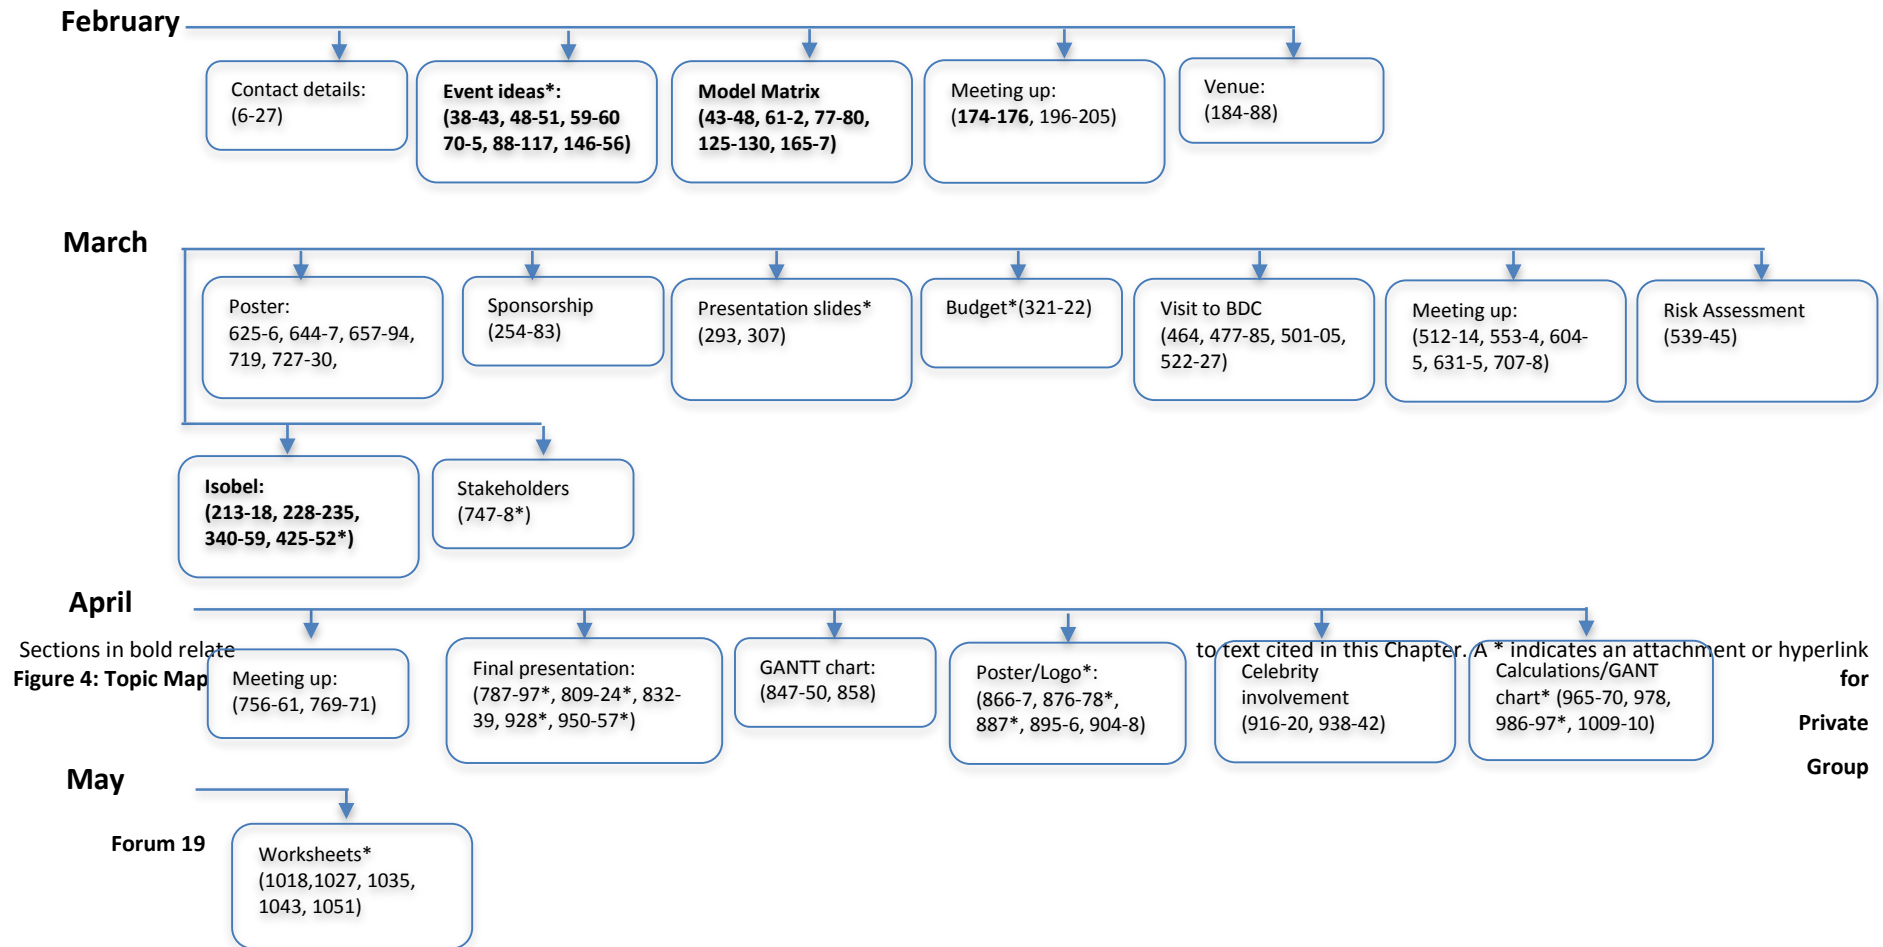 February
Contact details:
(6-27)
Event ideas*:
(38-43, 48-51, 59-60
70-5, 88-117, 146-56)
Model Matrix
(43-48, 61-2, 77-80,
125-130, 165-7)
Meeting up:
(174-176, 196-205)
Venue:
(184-88)
March
Poster:
625-6, 644-7, 657-94,
719, 727-30,
Sponsorship
(254-83)
Presentation slides*
(293, 307)
Budget*(321-22)
Visit to BDC
(464, 477-85, 501-05,
522-27)
Meeting up:
(512-14, 553-4, 604-
5, 631-5, 707-8)
Risk Assessment
(539-45)
Isobel:
(213-18, 228-235,
340-59, 425-52*)
Stakeholders
(747-8*)
April
Sections in bold relate to text cited in this Chapter. A * indicates an attachment or hyperlink
Figure 4: Topic Map for
Private
Group
Meeting up:
(756-61, 769-71)
Final presentation:
(787-97*, 809-24*, 832-
39, 928*, 950-57*)
GANTT chart:
(847-50, 858)
Poster/Logo*:
(866-7, 876-78*,
887*, 895-6, 904-8)
Celebrity
involvement
(916-20, 938-42)
Calculations/GANT
chart* (965-70, 978,
986-97*, 1009-10)
May
Forum 19
Worksheets*
(1018,1027, 1035,
1043, 1051)